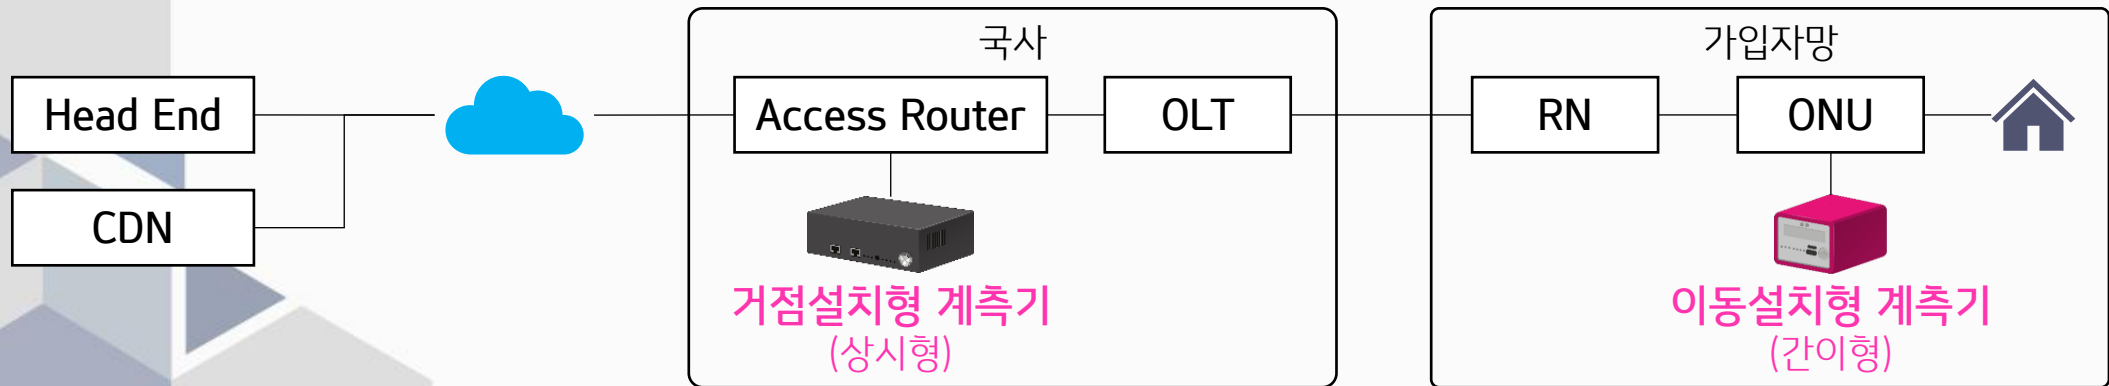 국사
가입자망
Head End
Access Router
OLT
RN
ONU
CDN
거점설치형 계측기
(상시형)
이동설치형 계측기
(간이형)